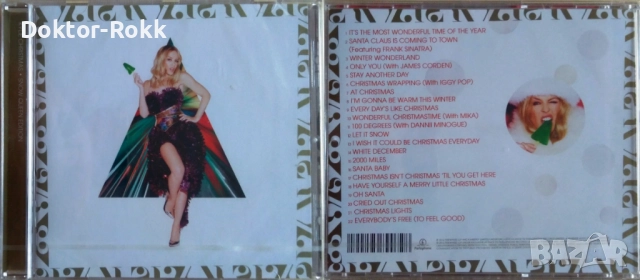 Doktor-Rokk
IT'S THE MOST WONDERFUL TIME OF THE YEAR
SANTA CLAUS IS COMING TO TOWN
(Featuring FRANK SINATRA)
WINTER WONDERLAND
ONLY YOU (With JAMES CORDEN)
STAY ANOTHER DAY
CHRISTMAS WRAPPING (With IGGY POP)
AT CHRISTMAS
I'M GONNA BE WARM THIS WINTER
EVERY DAY'S LIKE CHRISTMAS
WONDERFUL CHRISTMASTIME (With MIKA)
100 DEGREES (With DANNII MINOGUE)
LET IT SNOW
I WISH IT COULD BE CHRISTMAS EVERYDAY
WHITE DECEMBER
2000 MILES
SANTA BABY
CHRISTMAS ISN'T CHRISTMAS 'TIL YOU GET HERE
HAVE YOURSELF A MERRY LITTLE CHRISTMAS
OH SANTA
CRIED OUT CHRISTMAS
CHRISTMAS LIGHTS
EVERYBODY'S FREE (TO FEEL GOOD)
bazar